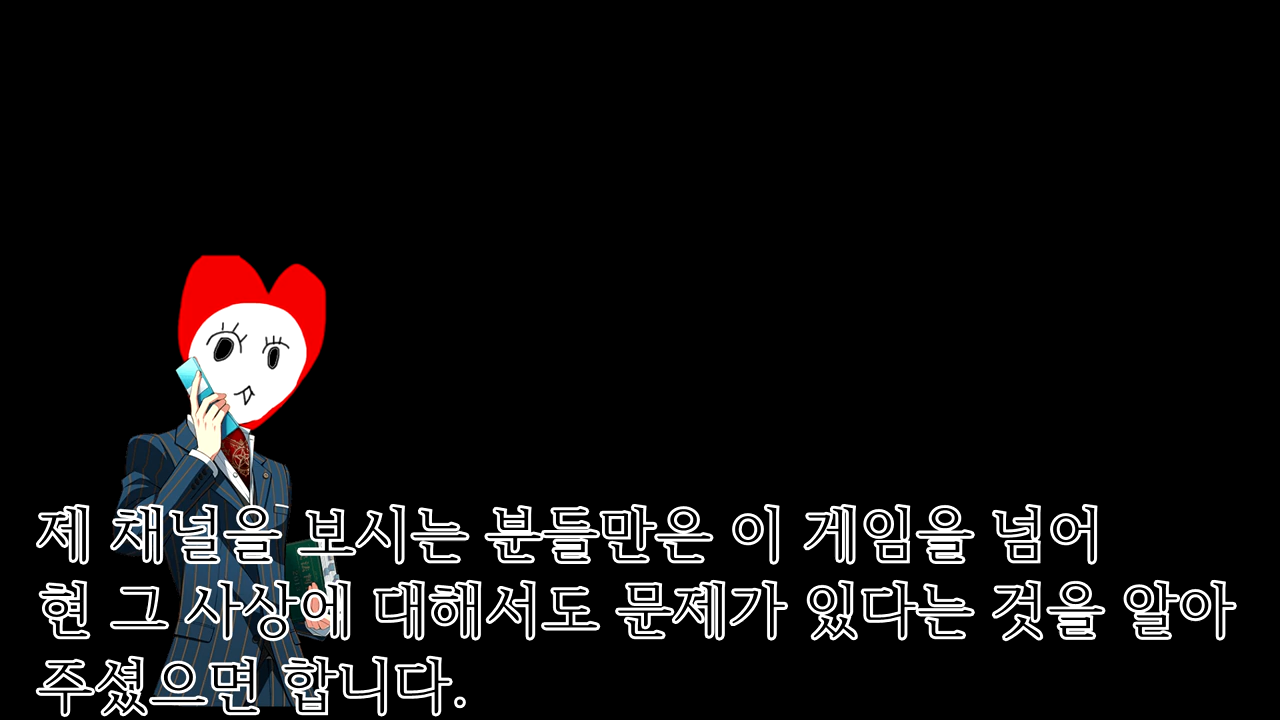 제 채널을 보시는 분들만은 이 게임을 넘어
현 그 사상에 대해서도 문제가 있다는 것을 알아
주셨으면 합니다.